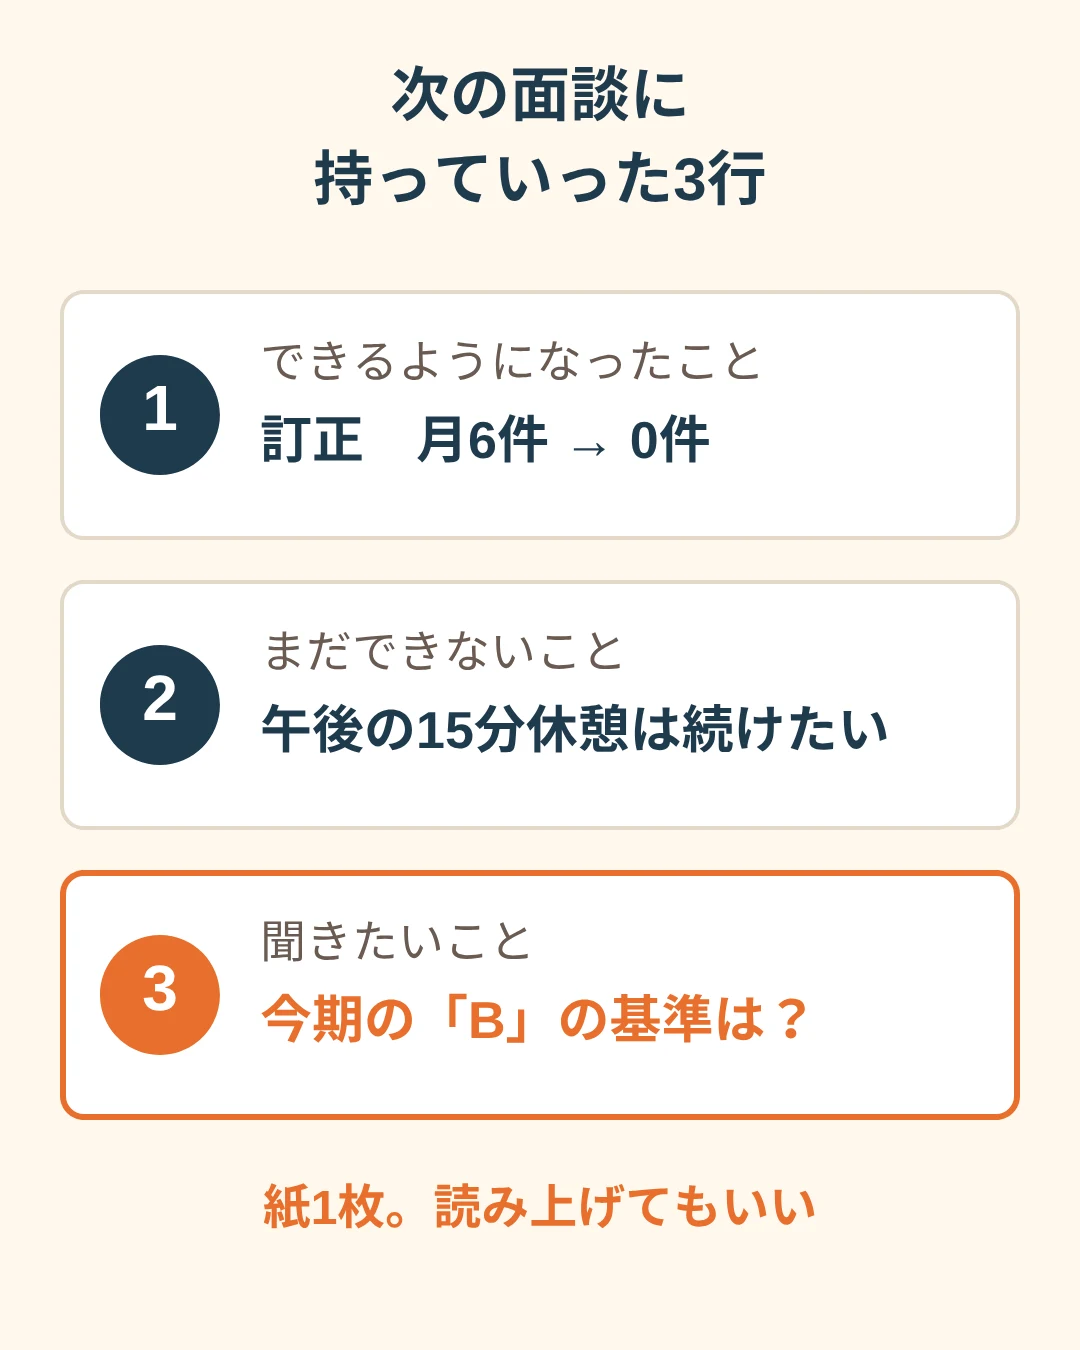 次の面談に
持っていった3行
1
できるようになったこと
訂正　月6件 → 0件
2
まだできないこと
午後の15分休憩は続けたい
3
聞きたいこと
今期の「B」の基準は？
紙1枚。読み上げてもいい